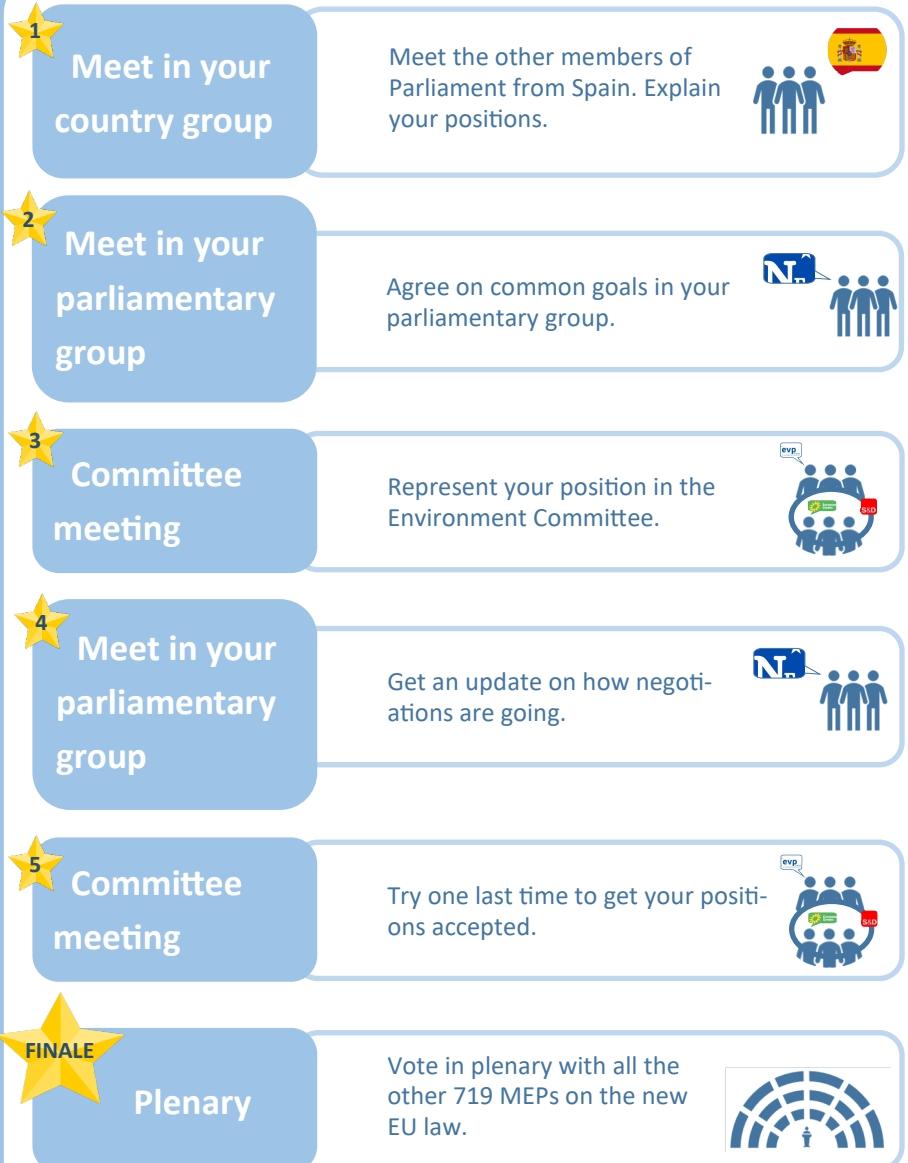 1
Meet in your
country group
Meet the other members of
Parliament from Spain. Explain
your positions.
2
Meet in your
parliamentary
group
Agree on common goals in your
parliamentary group.
3
Committee
meeting
Represent your position in the
Environment Committee.
evp
S&D
4
Meet in your
parliamentary
group
Get an update on how negoti-
ations are going.
5
Committee
meeting
Try one last time to get your positi-
ons accepted.
evp
S&D
FINALE
Plenary
Vote in plenary with all the
other 719 MEPs on the new
EU law.